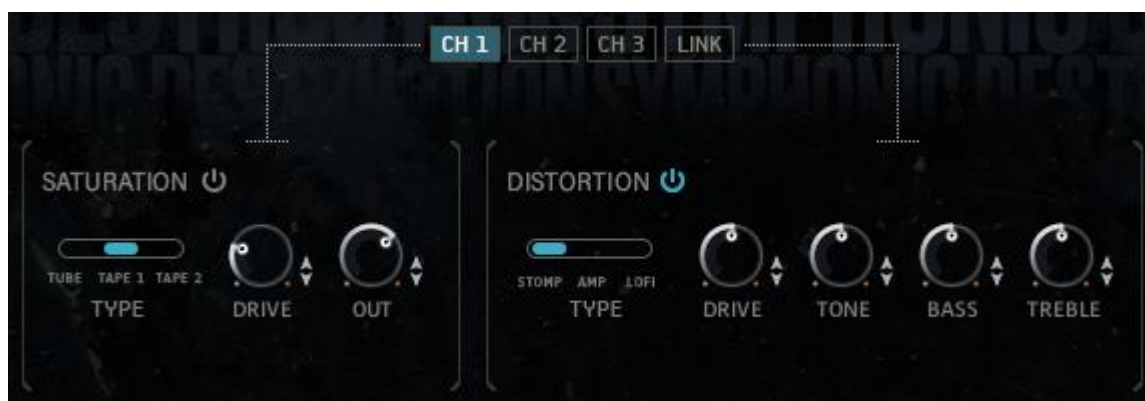 CH 1 CH 2 CH 3 LINK
SATURATION
TUBE TAPE 1 TAPE 2
TYPE DRIVE OUT
DISTORTION
STOMP AMP LOFI
TYPE DRIVE TONE BASS TREBLE